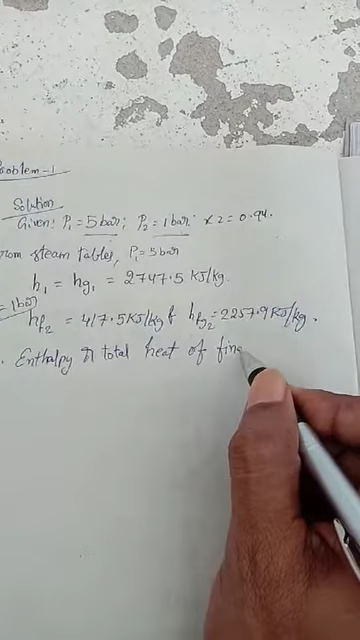 Problem-1
Solution
Given: P1 = 5 bar; P2 = 1 bar; x2 = 0.94.
From steam tables, P1 = 5 bar
h1 = hg1 = 2747.5 KJ/kg.
= 1 bar
hf2 = 417.5 KJ/kg & hfg2 = 2257.9 KJ/kg.
Enthalpy or total heat of fina